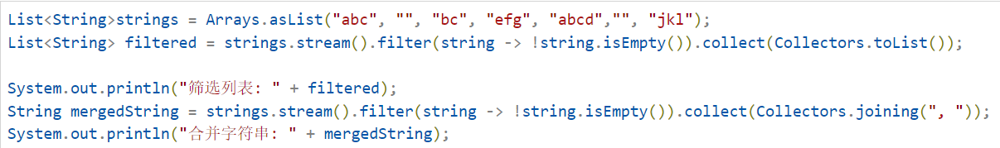 List<String>strings = Arrays.asList("abc", "", "bc", "efg", "abcd","", "jkl");
List<String> filtered = strings.stream().filter(string -> !string.isEmpty()).collect(Collectors.toList());
System.out.println("筛选列表: " + filtered);
String mergedString = strings.stream().filter(string -> !string.isEmpty()).collect(Collectors.joining(", "));
System.out.println("合并字符串: " + mergedString);